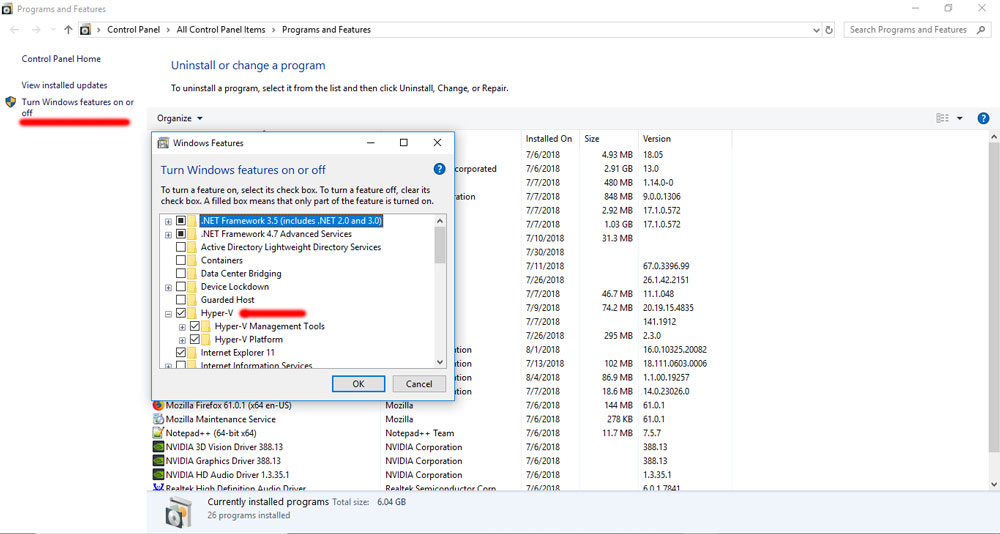 Programs and Features
Control Panel > All Control Panel Items > Programs and Features
Search Programs and Features
Control Panel Home
View installed updates
Turn Windows features on or
off
Uninstall or change a program
To uninstall a program, select it from the list and then click Uninstall, Change, or Repair.
Organize
Windows Features
Turn Windows features on or off
To turn a feature on, select its check box. To turn a feature off, clear its
check box. A filled box means that only part of the feature is turned on.
.NET Framework 3.5 (includes .NET 2.0 and 3.0)
.NET Framework 4.7 Advanced Services
Active Directory Lightweight Directory Services
Containers
Data Center Bridging
Device Lockdown
Guarded Host
Hyper-V
Hyper-V Management Tools
Hyper-V Platform
Internet Explorer 11
Internet Information Services
OK Cancel
Installed On Size Version
7/6/2018 4.93 MB 18.05
corporated 7/6/2018 2.91 GB 13.0
7/7/2018 480 MB 1.14.0-0
ration 7/7/2018 848 MB 9.0.0.1306
7/7/2018 2.92 MB 17.1.0.572
7/7/2018 1.03 GB 17.1.0.572
7/10/2018 31.3 MB
7/30/2018
7/11/2018 67.0.3396.99
7/26/2018 26.1.42.2151
7/7/2018 46.7 MB 11.1.048
7/9/2018 74.2 MB 20.19.15.4835
7/7/2018 141.1912
7/26/2018 295 MB 2.3.0
ation 8/1/2018 16.0.10325.20082
ation 7/13/2018 102 MB 18.111.0603.0006
ation 8/4/2018 86.9 MB 1.1.00.19257
ation 7/7/2018 18.6 MB 14.0.23026.0
Mozilla Firefox 61.0.1 (x64 en-US) Mozilla 7/6/2018 144 MB 61.0.1
Mozilla Maintenance Service Mozilla 7/6/2018 278 KB 61.0.1
Notepad++ (64-bit x64) Notepad++ Team 7/6/2018 11.7 MB 7.5.7
NVIDIA 3D Vision Driver 388.13 NVIDIA Corporation 7/6/2018 388.13
NVIDIA Graphics Driver 388.13 NVIDIA Corporation 7/6/2018 388.13
NVIDIA HD Audio Driver 1.3.35.1 NVIDIA Corporation 7/6/2018 1.3.35.1
Realtek High Definition Audio Driver Realtek Semiconductor Corp. 7/6/2018 6.0.1.7841
Currently installed programs Total size: 6.04 GB
26 programs installed